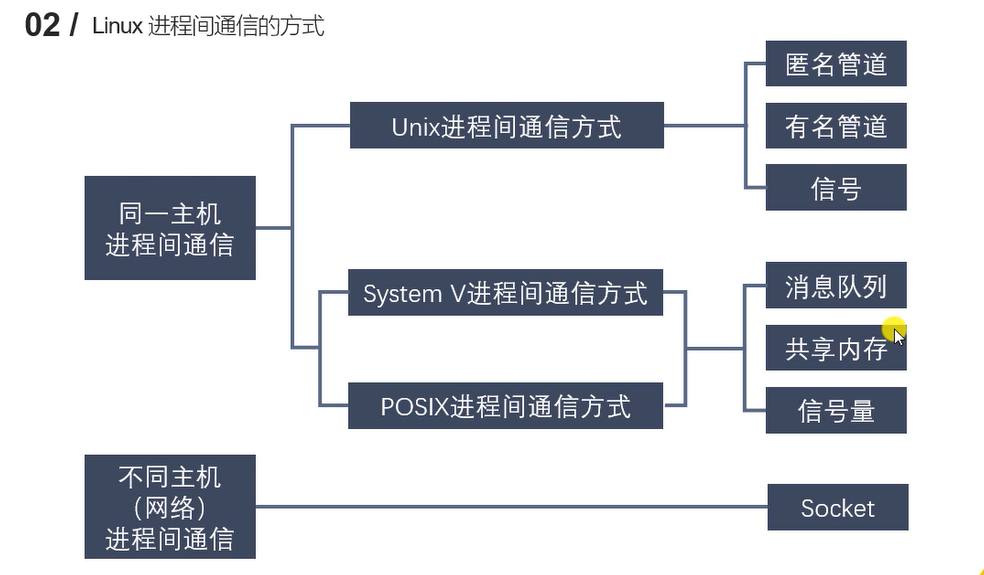 02 / Linux 进程间通信的方式
匿名管道
Unix进程间通信方式
有名管道
信号
同一主机
进程间通信
System V进程间通信方式
消息队列
共享内存
POSIX进程间通信方式
信号量
不同主机
（网络）
进程间通信
Socket